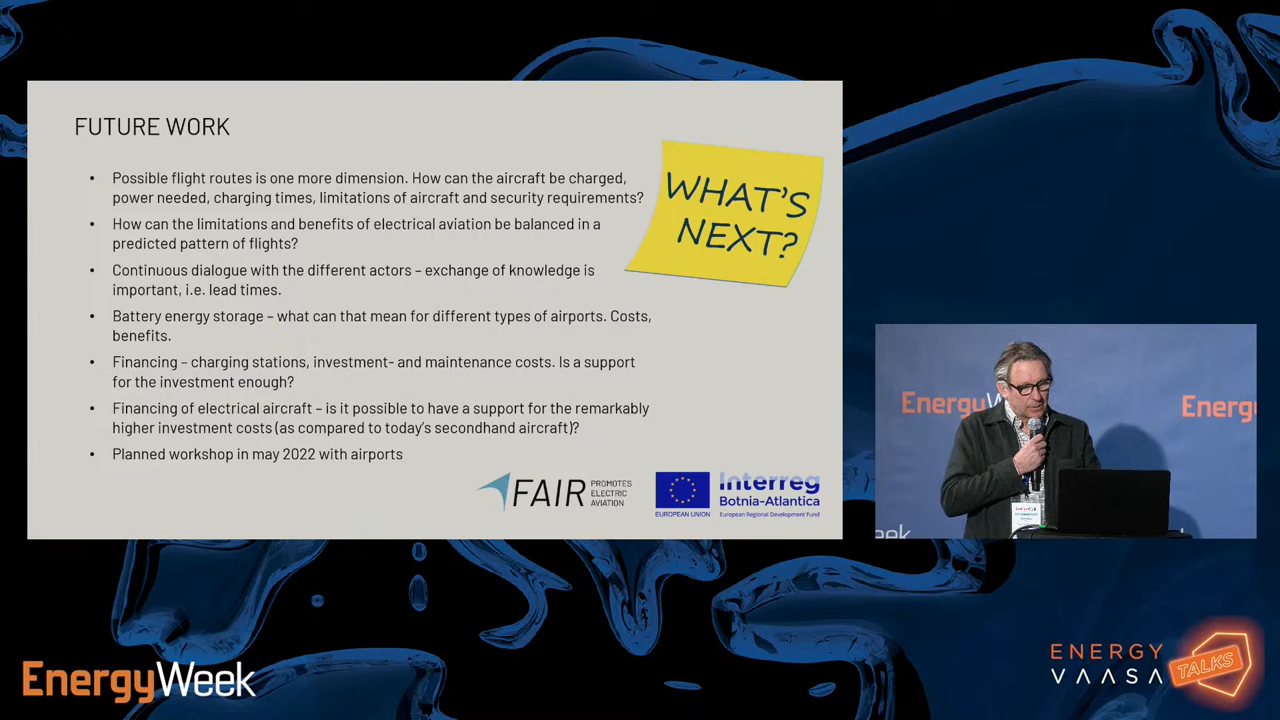 FUTURE WORK
• Possible flight routes is one more dimension. How can the aircraft be charged,
power needed, charging times, limitations of aircraft and security requirements?
• How can the limitations and benefits of electrical aviation be balanced in a
predicted pattern of flights?
• Continuous dialogue with the different actors – exchange of knowledge is
important, i.e. lead times.
• Battery energy storage – what can that mean for different types of airports. Costs,
benefits.
• Financing – charging stations, investment- and maintenance costs. Is a support
for the investment enough?
• Financing of electrical aircraft – is it possible to have a support for the remarkably
higher investment costs (as compared to today's secondhand aircraft)?
• Planned workshop in may 2022 with airports
WHAT'S
NEXT?
FAIR
PROMOTES
ELECTRIC
AVIATION
EUROPEAN UNION
Interreg
Botnia-Atlantica
European Regional Development Fund
EnergyW
Energ
eek
EnergyWeek
ENERGY
VAASA
TALKS